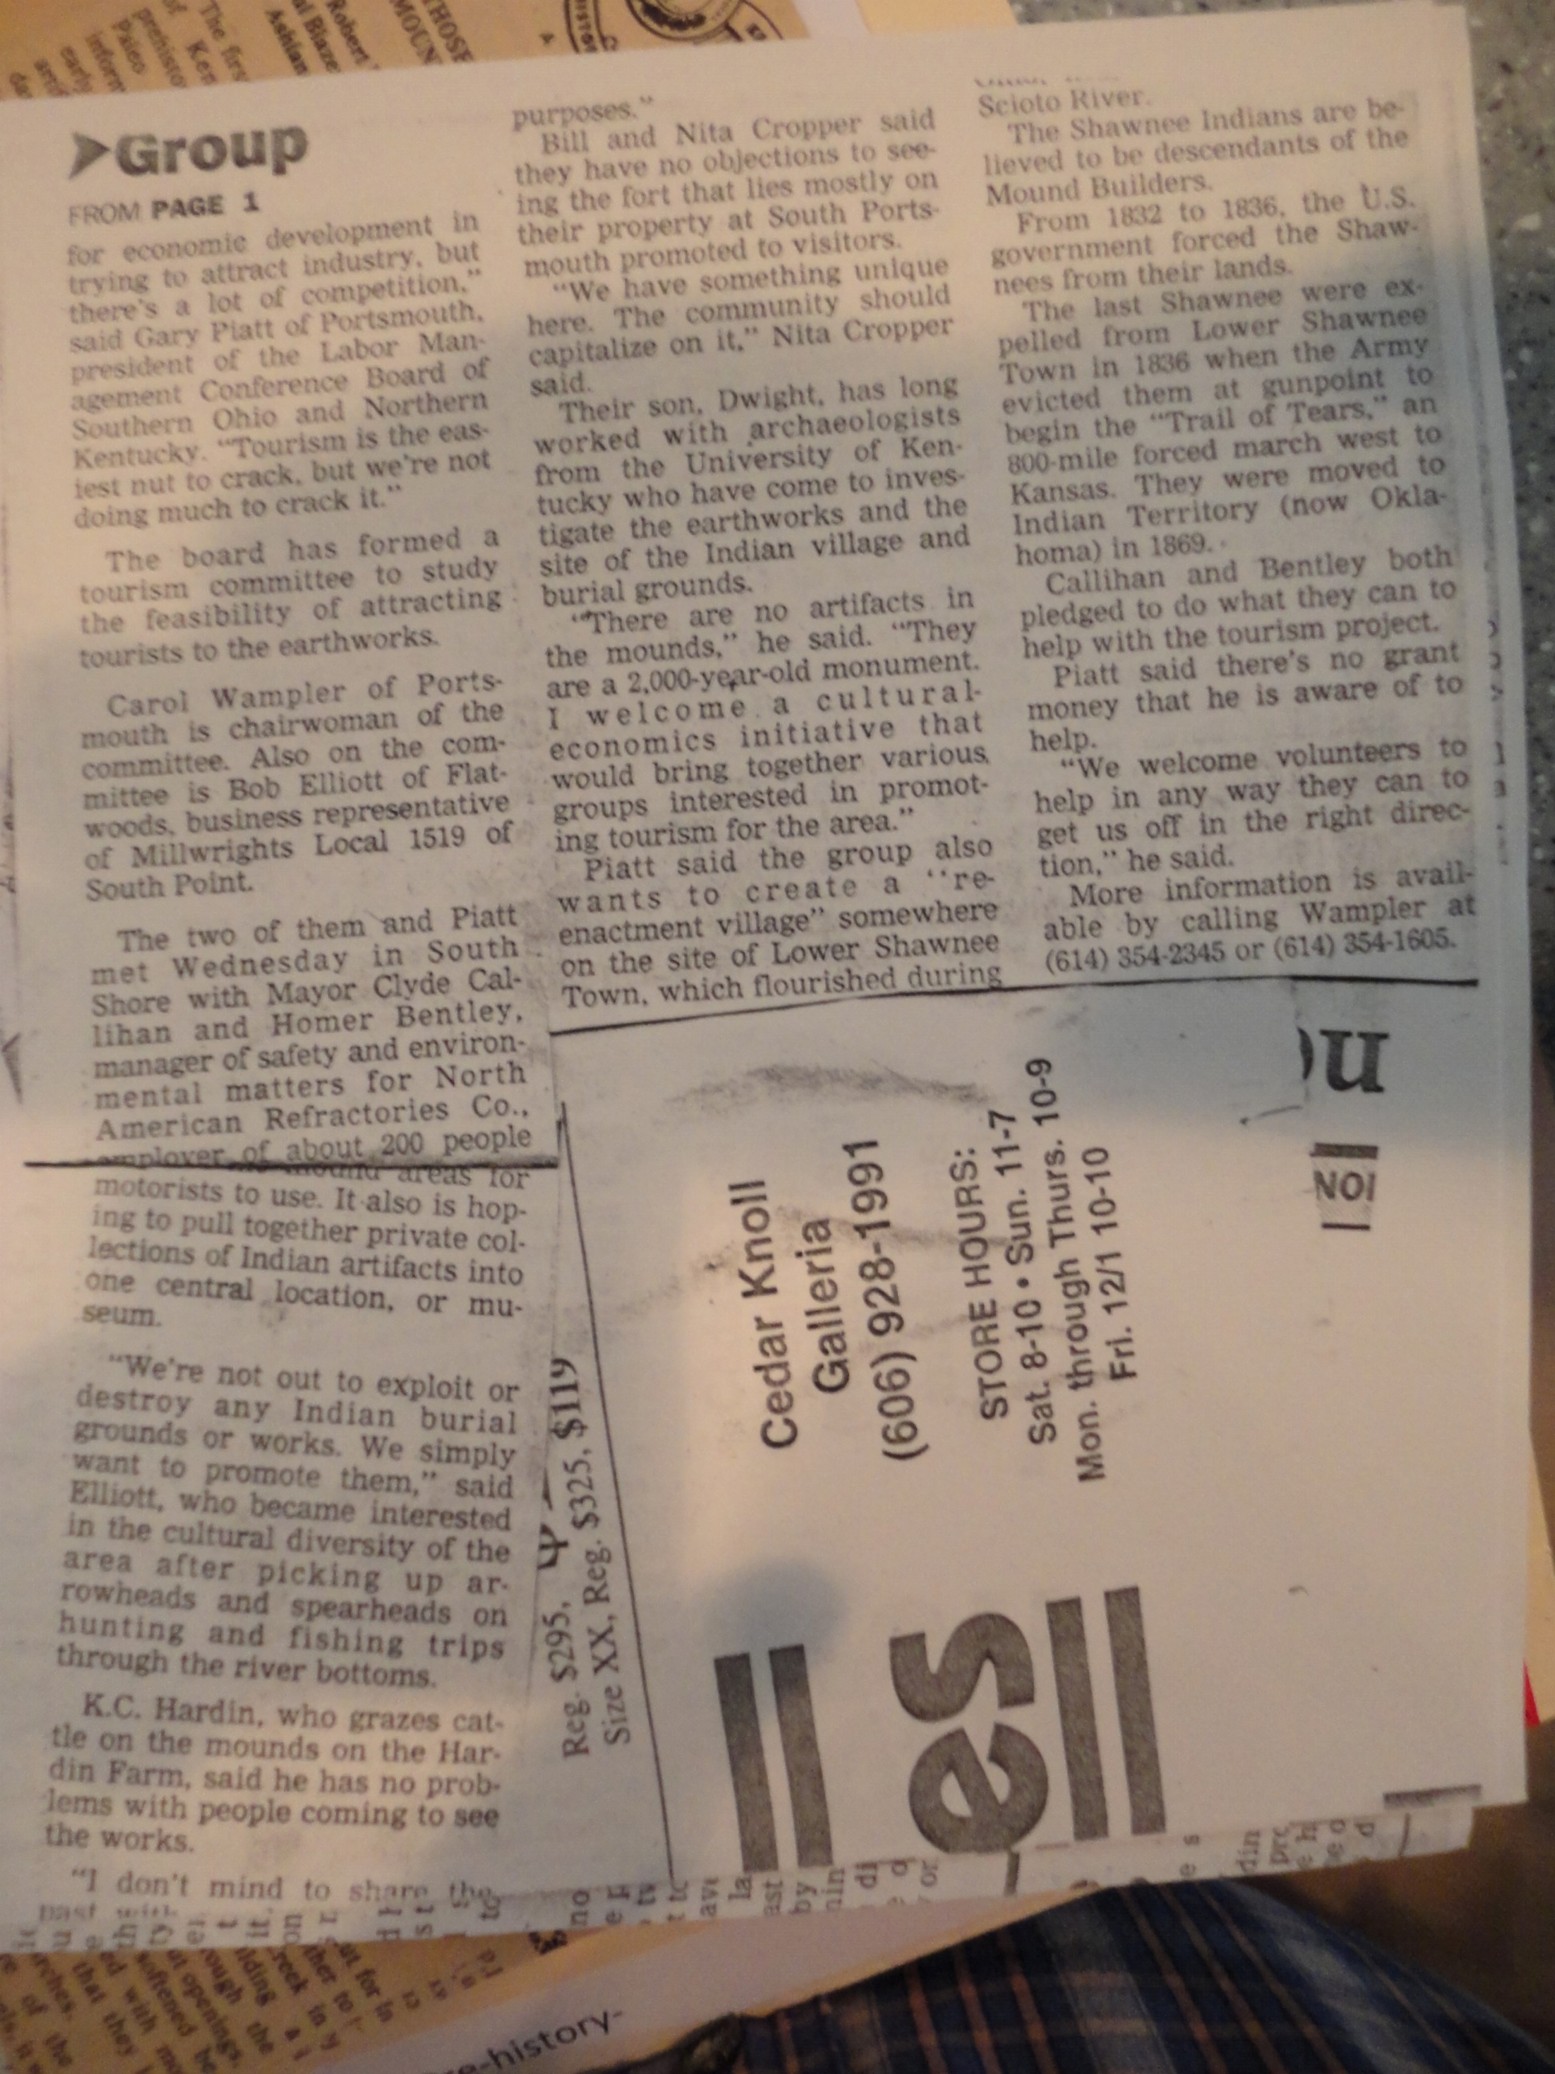 ➤Group
FROM PAGE 1
for economic development in
trying to attract industry, but
there's a lot of competition,"
said Gary Piatt of Portsmouth,
president of the Labor Man-
agement Conference Board of
Southern Ohio and Northern
Kentucky. "Tourism is the eas-
iest nut to crack, but we're not
doing much to crack it."
The board has formed a
tourism committee to study
the feasibility of attracting
tourists to the earthworks.
Carol Wampler of Ports-
mouth is chairwoman of the
committee. Also on the com-
mittee is Bob Elliott of Flat-
woods, business representative
of Millwrights Local 1519 of
South Point.
The two of them and Piatt
met Wednesday in South
Shore with Mayor Clyde Cal-
lihan and Homer Bentley,
manager of safety and environ-
mental matters for North
American Refractories Co.,
employer of about 200 people
mound areas for
motorists to use. It also is hop-
ing to pull together private col-
lections of Indian artifacts into
one central location, or mu-
seum.
"We're not out to exploit or
destroy any Indian burial
grounds or works. We simply
want to promote them," said
Elliott, who became interested
in the cultural diversity of the
area after picking up ar-
rowheads and spearheads on
hunting and fishing trips
through the river bottoms.
K.C. Hardin, who grazes cat-
tle on the mounds on the Har-
din Farm, said he has no prob-
lems with people coming to see
the works.
"I don't mind to share the
past with
purposes."
Bill and Nita Cropper said
they have no objections to see-
ing the fort that lies mostly on
their property at South Ports-
mouth promoted to visitors.
"We have something unique
here. The community should
capitalize on it," Nita Cropper
said.
Their son, Dwight, has long
worked with archaeologists
from the University of Ken-
tucky who have come to inves-
tigate the earthworks and the
site of the Indian village and
burial grounds.
"There are no artifacts in
the mounds," he said. "They
are a 2,000-year-old monument.
I welcome a cultural-
economics initiative that
would bring together various
groups interested in promot-
ing tourism for the area."
Piatt said the group also
wants to create a "re-
enactment village" somewhere
on the site of Lower Shawnee
Town, which flourished during
Scioto River.
The Shawnee Indians are be-
lieved to be descendants of the
Mound Builders.
From 1832 to 1836, the U.S.
government forced the Shaw-
nees from their lands.
The last Shawnee were ex-
pelled from Lower Shawnee
Town in 1836 when the Army
evicted them at gunpoint to
begin the "Trail of Tears," an
800-mile forced march west to
Kansas. They were moved to
Indian Territory (now Okla-
homa) in 1869.
Callihan and Bentley both
pledged to do what they can to
help with the tourism project.
Piatt said there's no grant
money that he is aware of to
help.
"We welcome volunteers to
help in any way they can to
get us off in the right direc-
tion," he said.
More information is avail-
able by calling Wampler at
(614) 354-2345 or (614) 354-1605.
Reg. $295,
Size XX, Reg. $325, $119
Cedar Knoll
Galleria
(606) 928-1991
STORE HOURS:
Sat. 8-10 • Sun. 11-7
Mon. through Thurs. 10-9
Fri. 12/1 10-10
es
ION
THOSE
MOUN
Robert
al Blaze
Ashlan
The firs
of Ken
prehisto
Paleo
inform
early
-history-